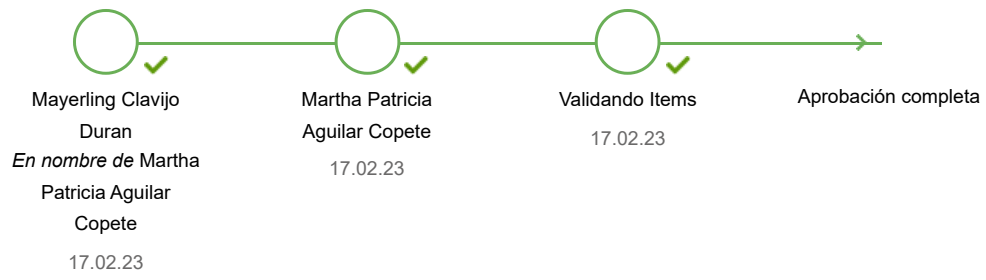 Mayerling Clavijo
Duran
En nombre de Martha
Patricia Aguilar
Copete
17.02.23
Martha Patricia
Aguilar Copete
17.02.23
Validando Items
17.02.23
Aprobación completa